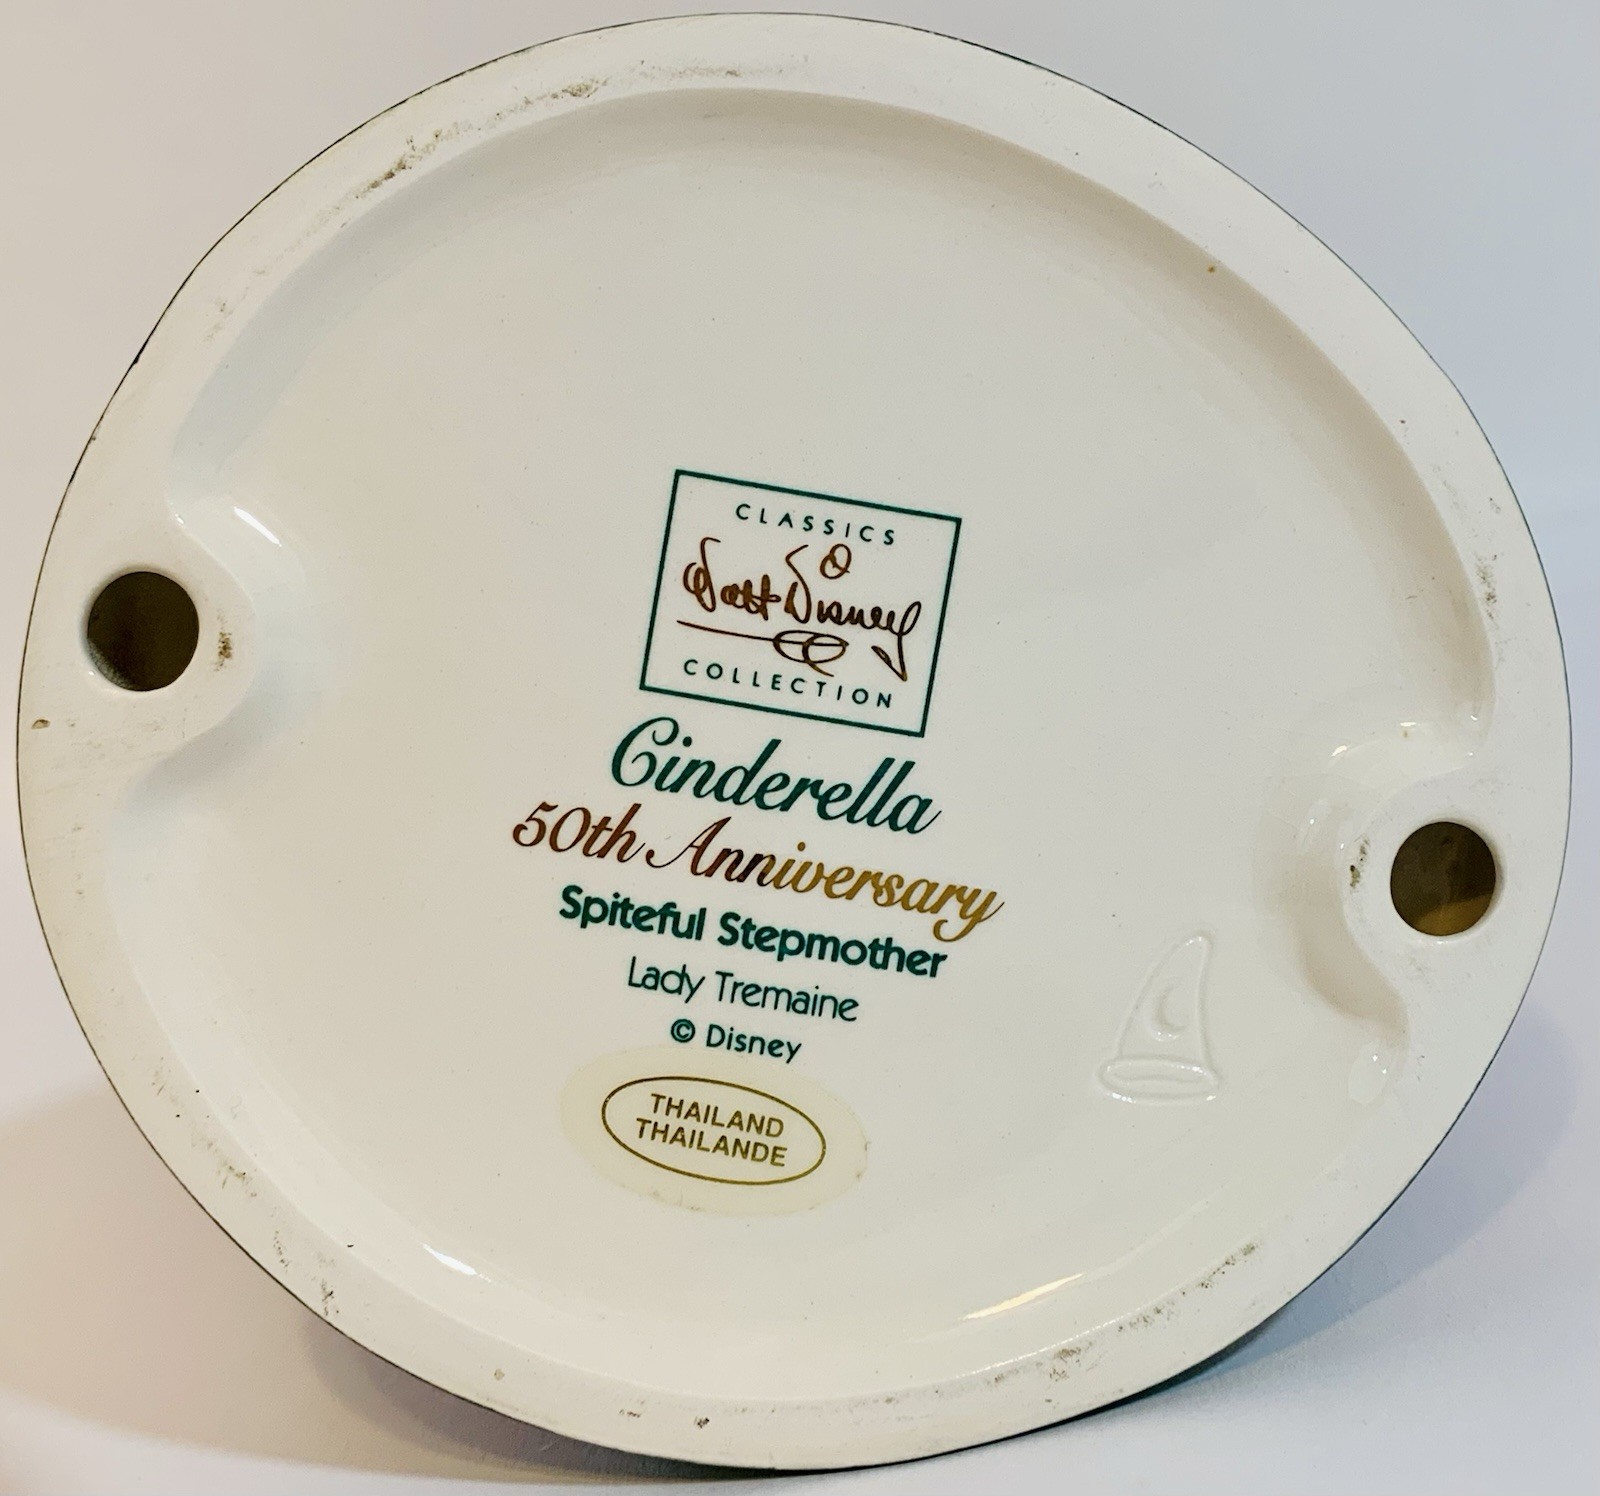 CLASSICS
Walt Disney
COLLECTION
Cinderella
50th Anniversary
Spiteful Stepmother
Lady Tremaine
© Disney
THAILAND
THAILANDE